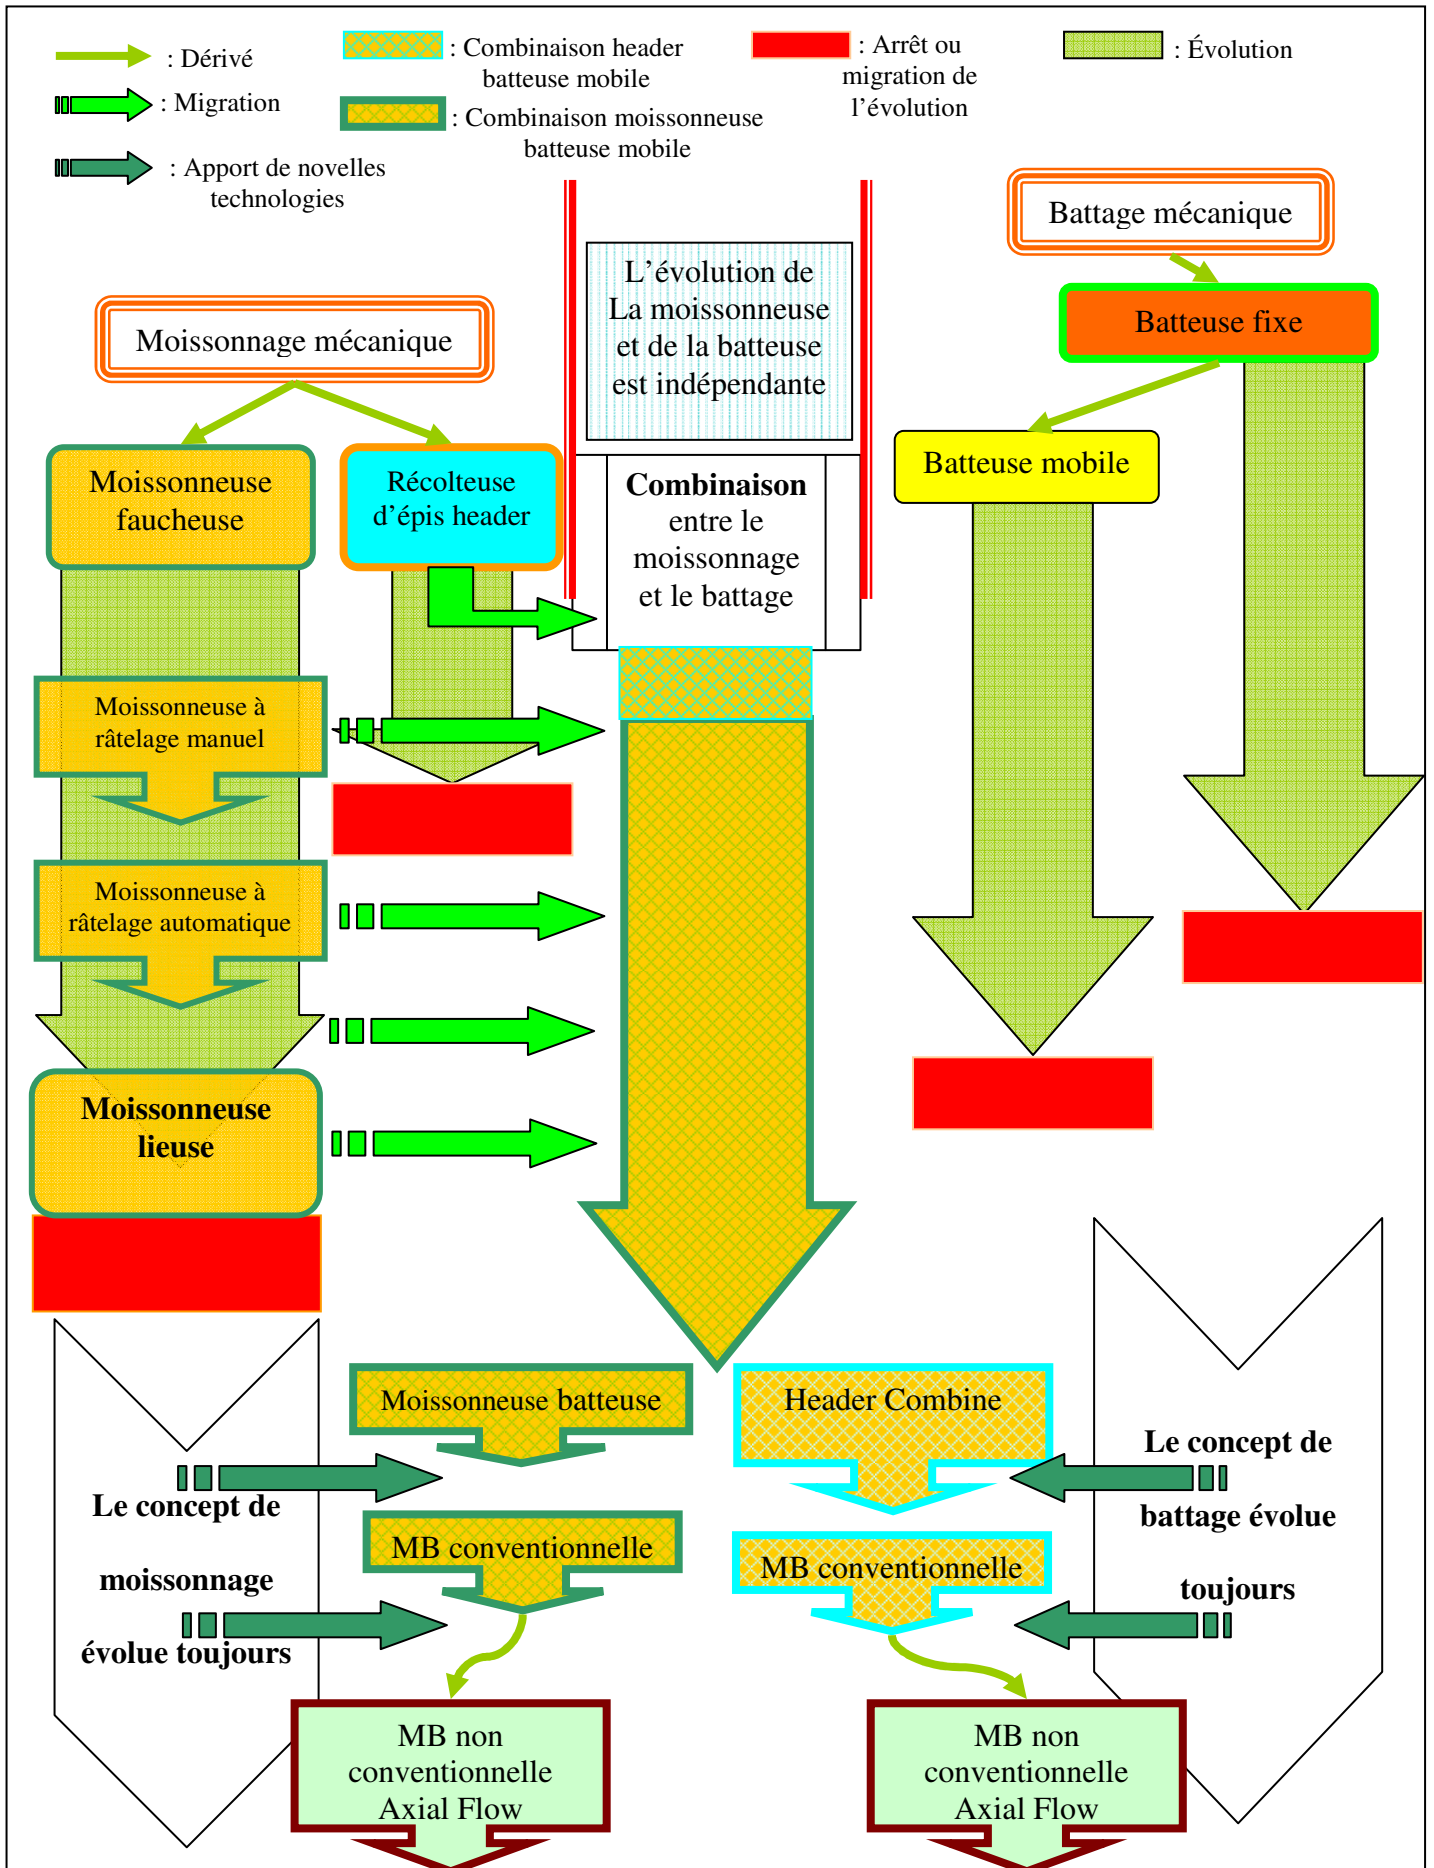 : Dérivé
: Migration
: Apport de novelles
technologies
: Combinaison header
batteuse mobile
: Combinaison moissonneuse
batteuse mobile
: Arrêt ou
migration de
l’évolution
: Évolution
Battage mécanique
L’évolution de
La moissonneuse
et de la batteuse
est indépendante
Batteuse fixe
Moissonnage mécanique
Batteuse mobile
Moissonneuse
faucheuse
Récolteuse
d’épis header
Combinaison
entre le
moissonnage
et le battage
Moissonneuse à
râtelage manuel
Moissonneuse à
râtelage automatique
Moissonneuse
lieuse
Moissonneuse batteuse
Header Combine
Le concept de
battage évolue
toujours
Le concept de
moissonnage
évolue toujours
MB conventionnelle
MB conventionnelle
MB non
conventionnelle
Axial Flow
MB non
conventionnelle
Axial Flow